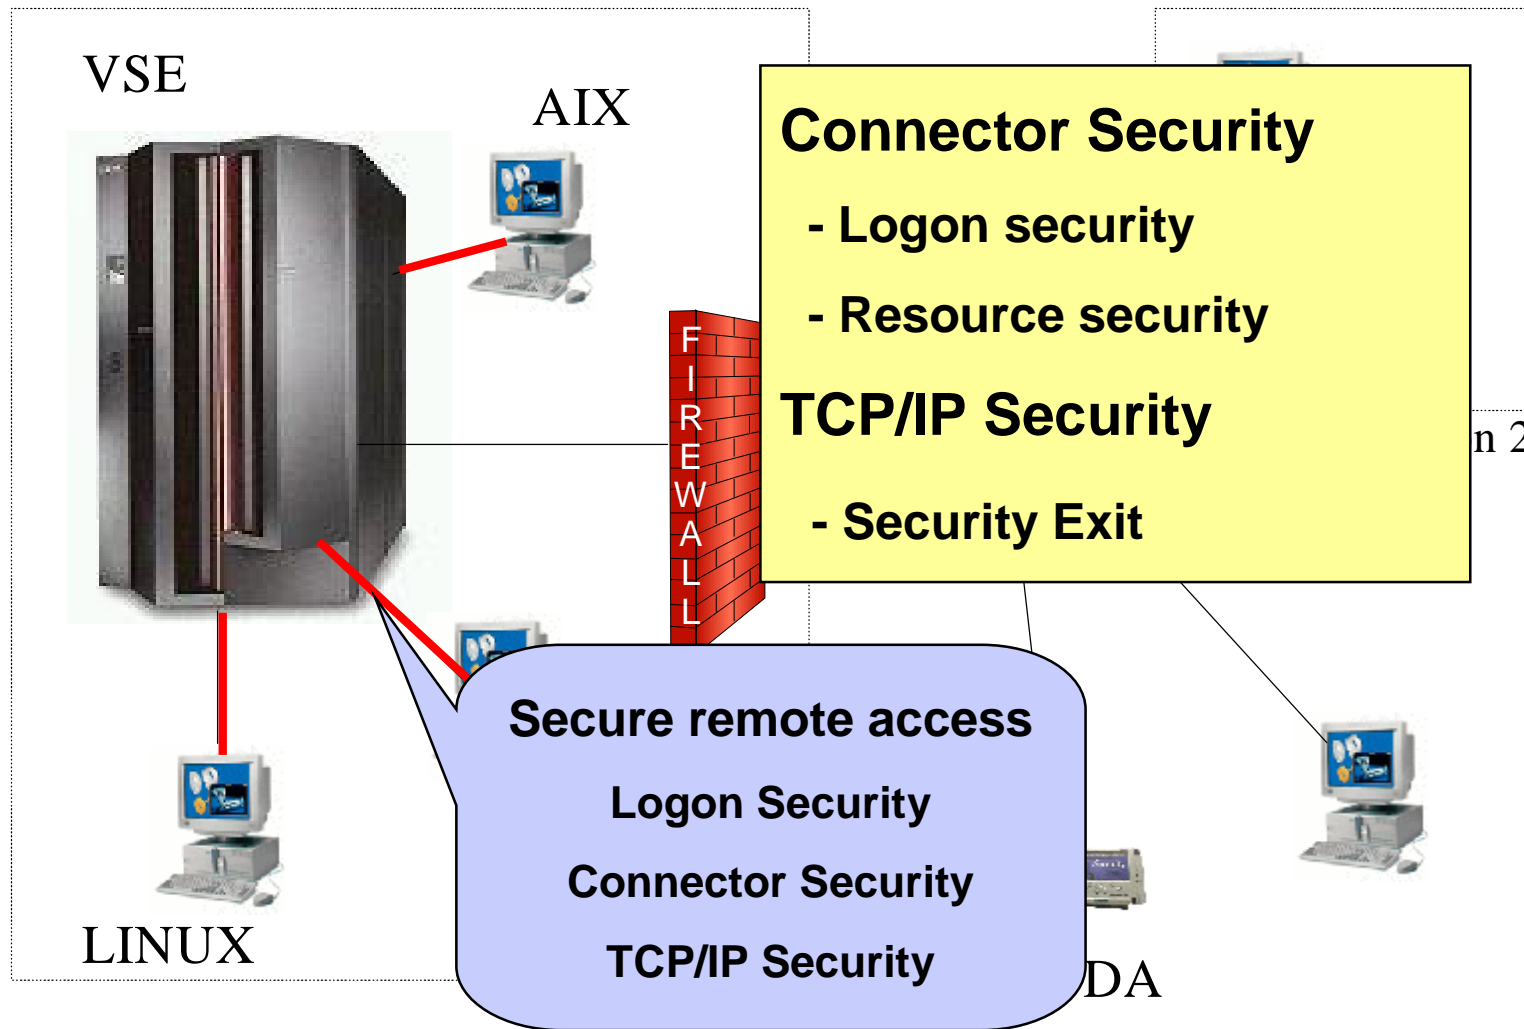 VSE
AIX
Connector Security
- Logon security
- Resource security
TCP/IP Security
- Security Exit
FIREWALL
n 2
Secure remote access
Logon Security
Connector Security
TCP/IP Security
LINUX
DA